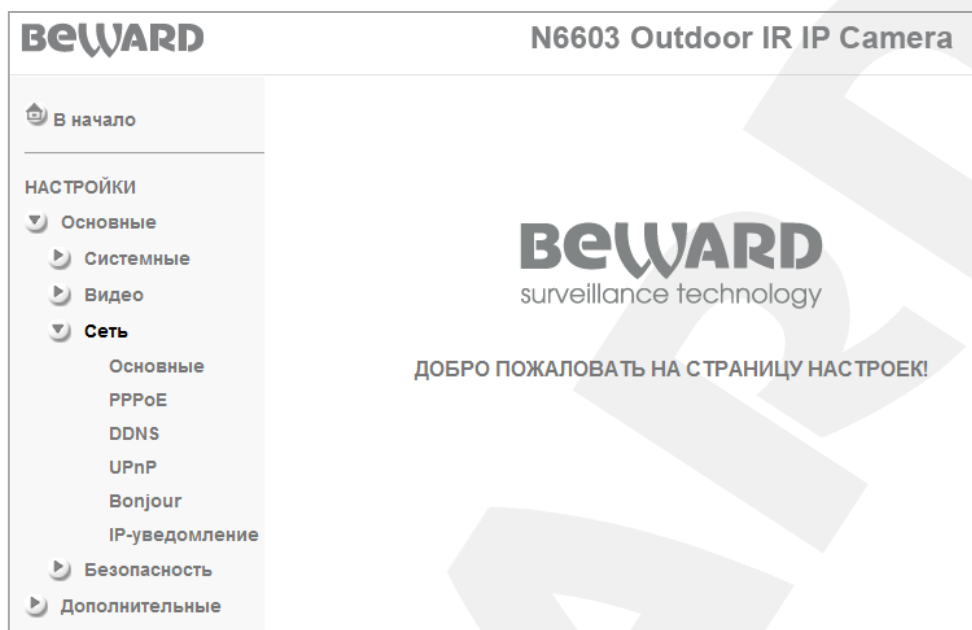 BEWARD
N6603 Outdoor IR IP Camera
В начало
НАСТРОЙКИ
Основные
Системные
Видео
Сеть
Основные
PPPoE
DDNS
UPnP
Bonjour
IP-уведомление
Безопасность
Дополнительные
BEWARD
surveillance technology
ДОБРО ПОЖАЛОВАТЬ НА СТРАНИЦУ НАСТРОЕК!